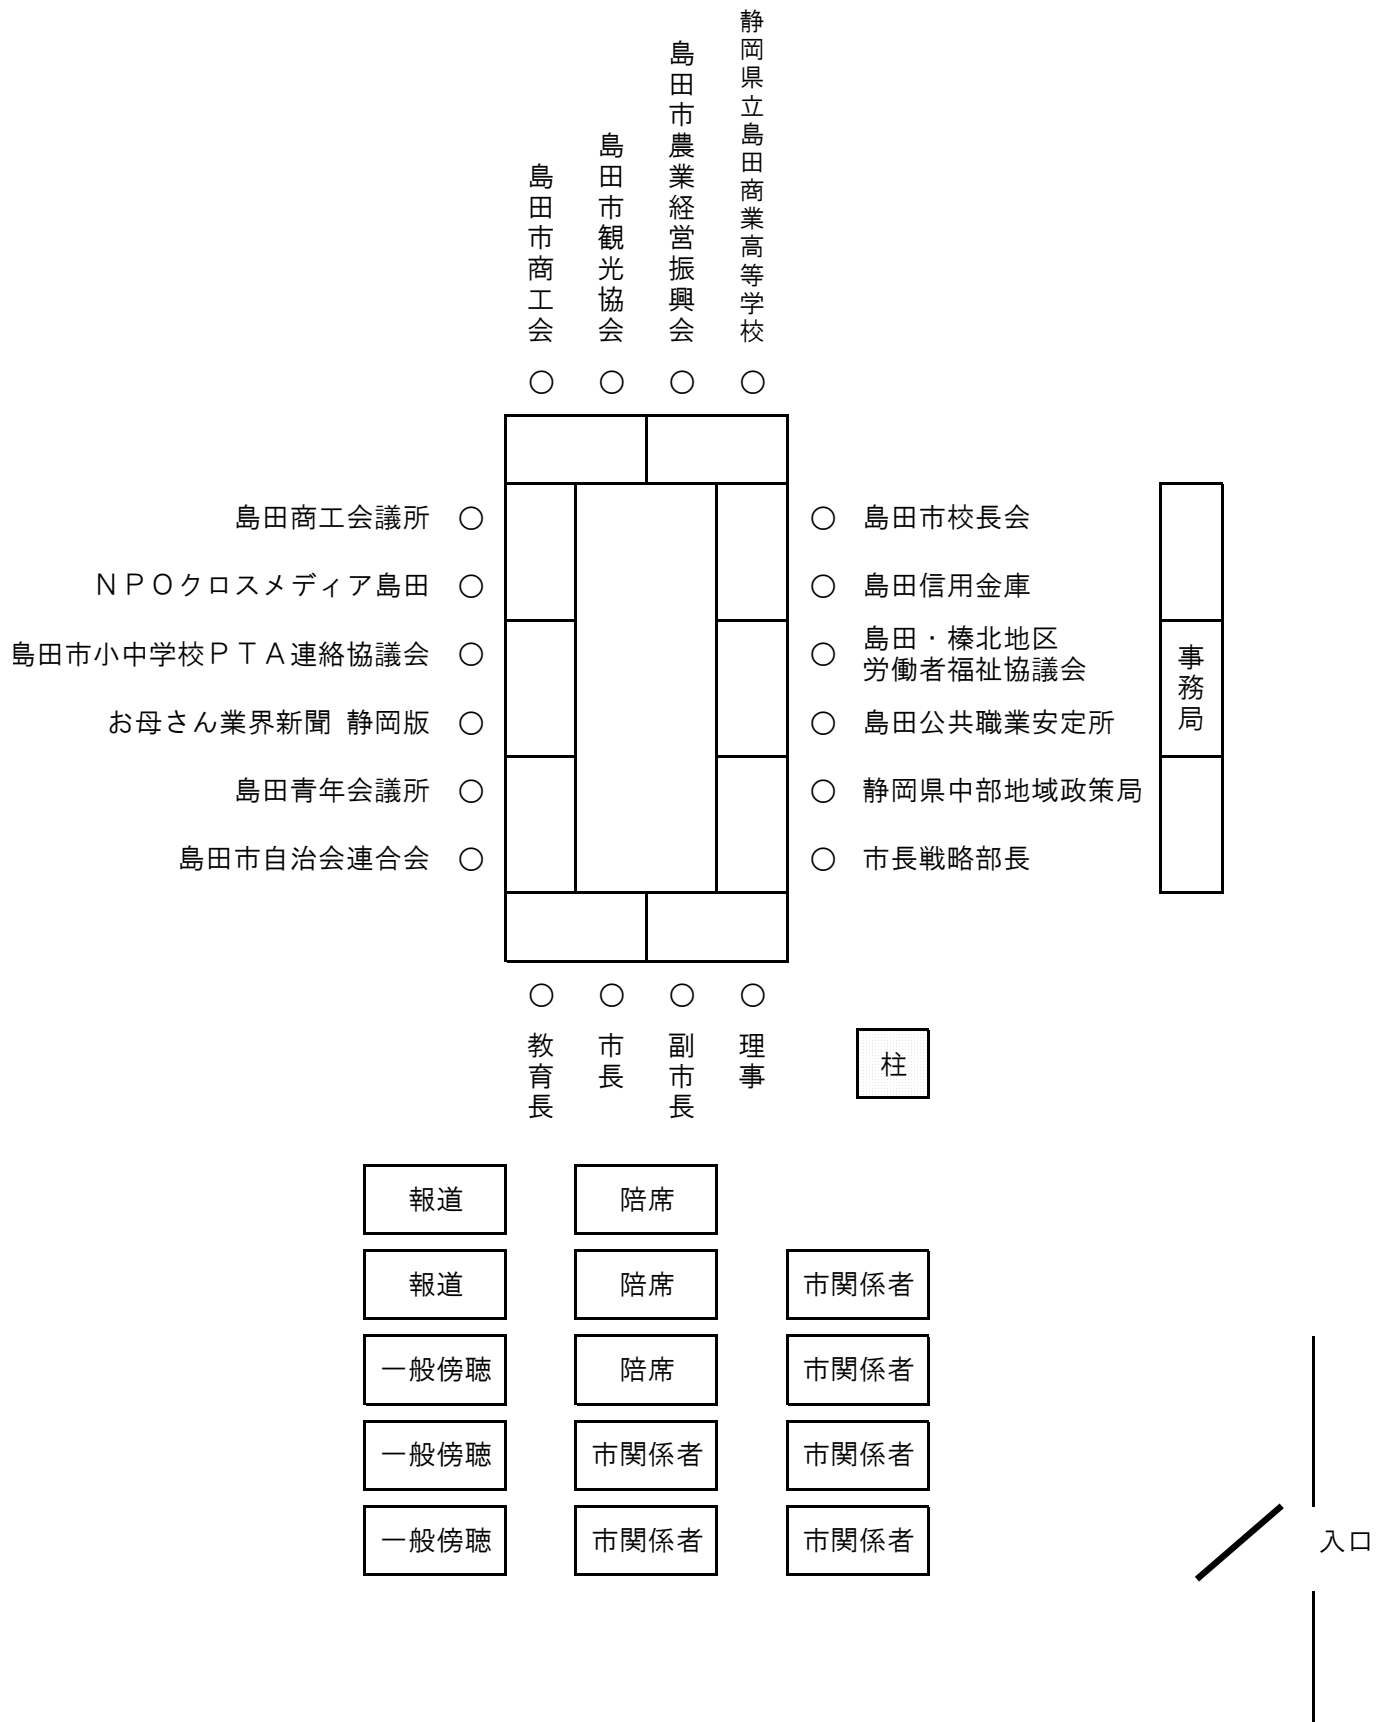 島田市商工会
島田市観光協会
島田市農業経営振興会
静岡県立島田商業高等学校
○ ○ ○ ○
島田商工会議所 ○
ＮＰＯクロスメディア島田 ○
島田市小中学校ＰＴＡ連絡協議会 ○
お母さん業界新聞 静岡版 ○
島田青年会議所 ○
島田市自治会連合会 ○
○ 島田市校長会
○ 島田信用金庫
○ 島田・榛北地区
労働者福祉協議会
○ 島田公共職業安定所
○ 静岡県中部地域政策局
○ 市長戦略部長
事務局
○ ○ ○ ○
教育長
市長
副市長
理事
柱
報道
陪席
報道
陪席
市関係者
一般傍聴
陪席
市関係者
一般傍聴
市関係者
市関係者
一般傍聴
市関係者
市関係者
入口